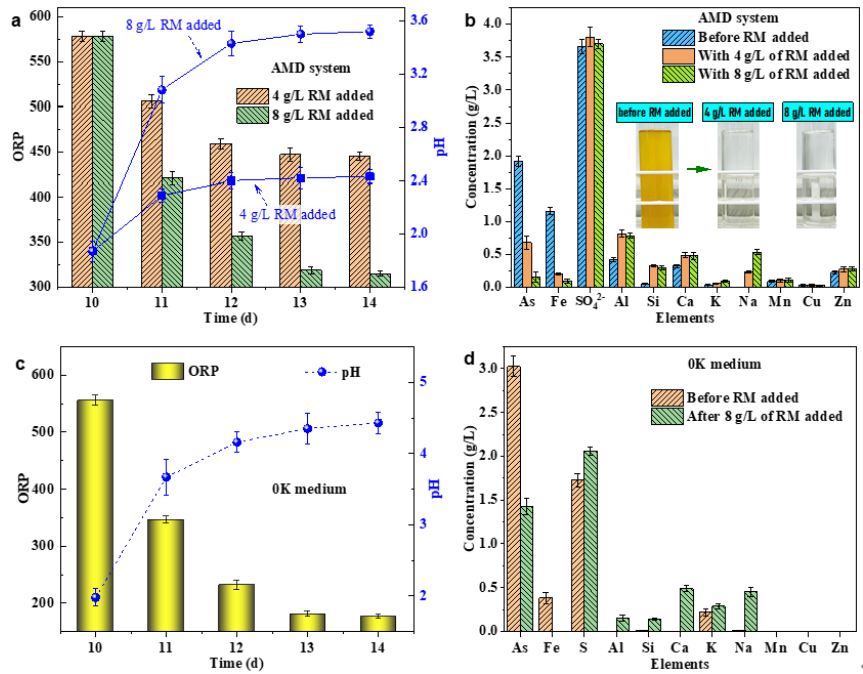 a
600
550
500
450
400
350
300
ORP
8 g/L RM added
AMD system
4 g/L RM added
8 g/L RM added
4 g/L RM added
3.6
3.2
2.8
2.4
2.0
1.6
pH
10 11 12 13 14
Time (d)
b
4.0
3.5
3.0
2.5
2.0
1.5
1.0
0.5
0.0
Concentration (g/L)
AMD system
Before RM added
With 4 g/L of RM added
With 8 g/L of RM added
before RM added
4 g/L RM added
8 g/L RM added
As Fe SO₄²⁻ Al Si Ca K Na Mn Cu Zn
Elements
c
600
550
500
450
400
350
300
250
200
ORP
ORP
pH
0K medium
5
4
3
2
pH
10 11 12 13 14
Time (d)
d
3.0
2.5
2.0
1.5
1.0
0.5
0.0
Concentration (g/L)
0K medium
Before RM added
After 8 g/L of RM added
As Fe S Al Si Ca K Na Mn Cu Zn
Elements